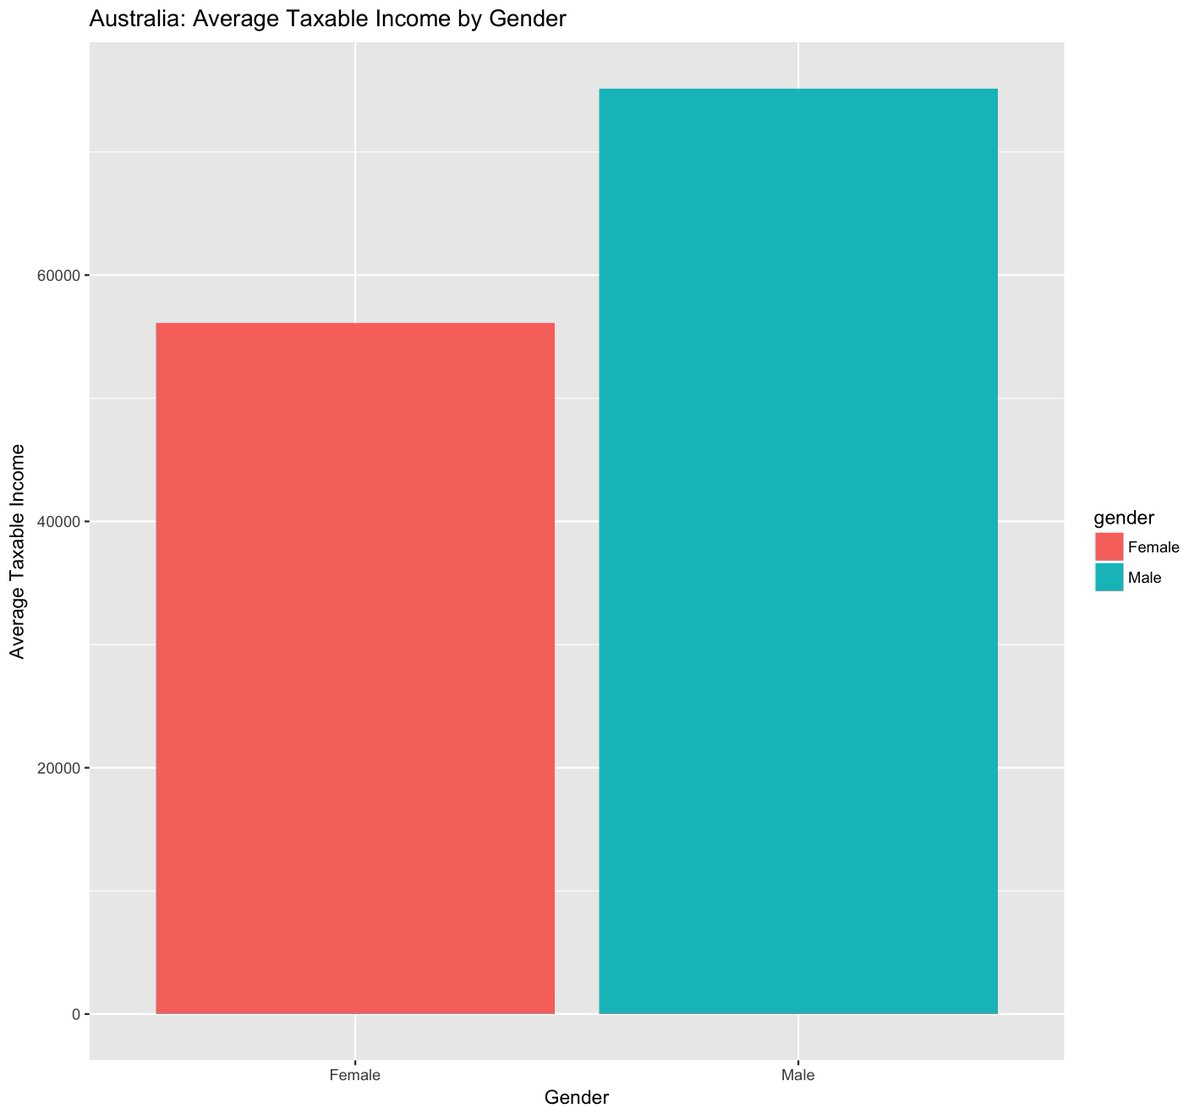 Australia: Average Taxable Income by Gender
Average Taxable Income
60000
40000
20000
0
Female
Male
Gender
gender
Female
Male